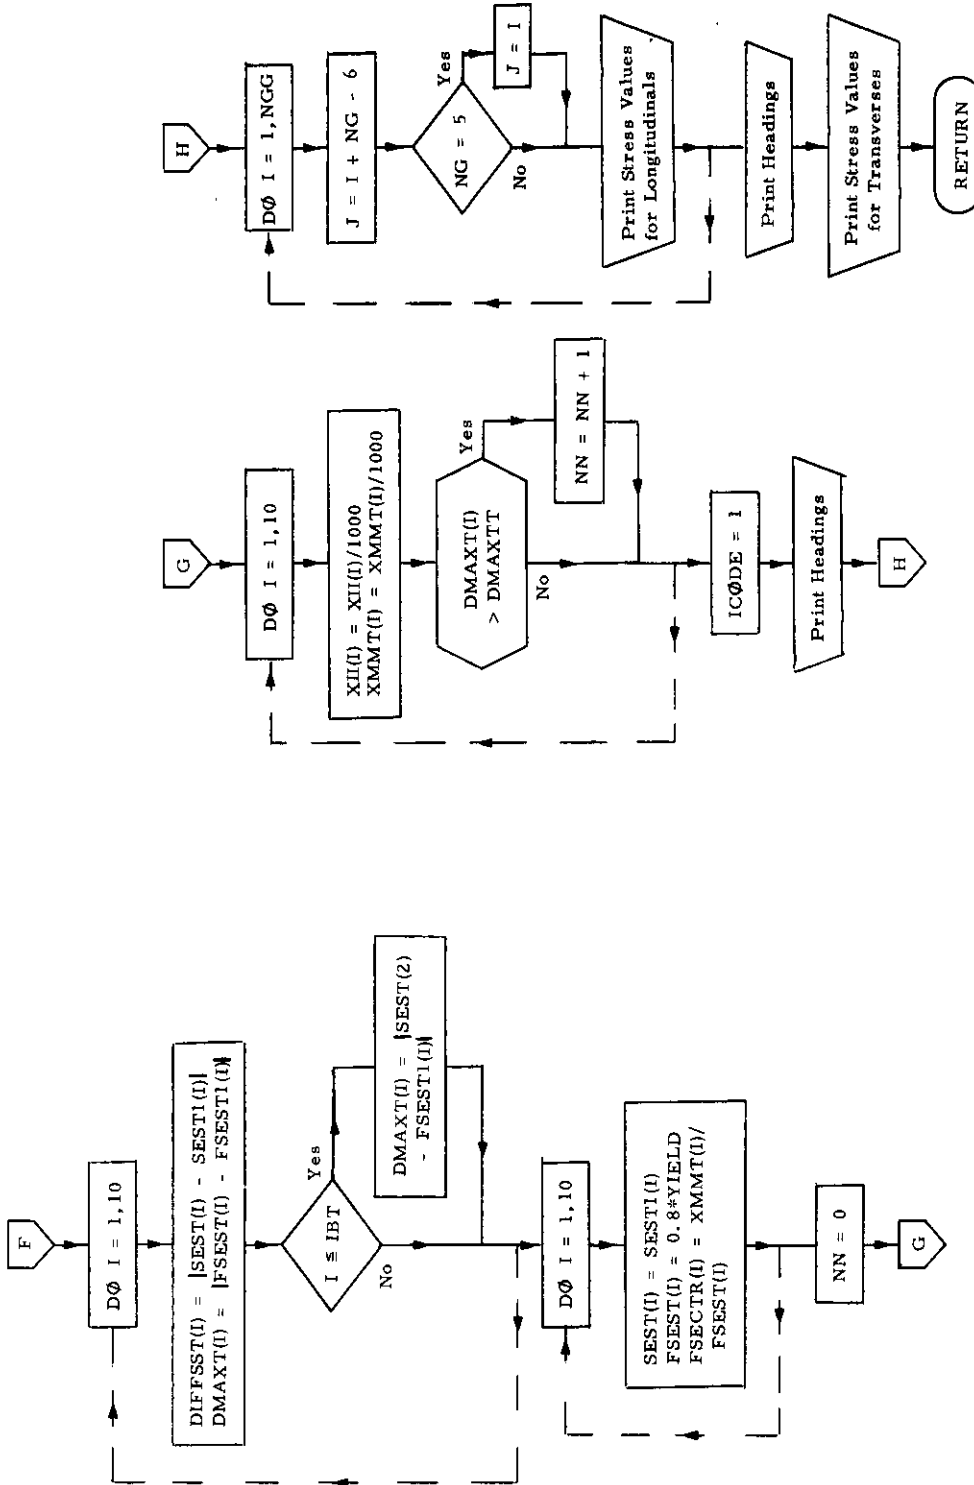 F
DØ I = 1,10
DIFFSST(I) = |SEST(I) - SEST1(I)|
DMAXT(I) = |FSEST(I) - FSEST1(I)|
I ≤ IBT
Yes
No
DMAXT(I) = |SEST(2)
- FSEST1(I)|
DØ I = 1,10
SEST(I) = SEST1(I)
FSEST(I) = 0.8*YIELD
FSECTR(I) = XMMT(I)/
FSEST(I)
NN = 0
G
G
DØ I = 1,10
XII(I) = XII(I)/1000
XMMT(I) = XMMT(I)/1000
DMAXT(I)
> DMAXTT
Yes
No
NN = NN + 1
ICØDE = 1
Print Headings
H
H
DØ I = 1,NGG
J = I + NG - 6
NG = 5
Yes
No
J = I
Print Stress Values
for Longitudinals
Print Headings
Print Stress Values
for Transverses
RETURN